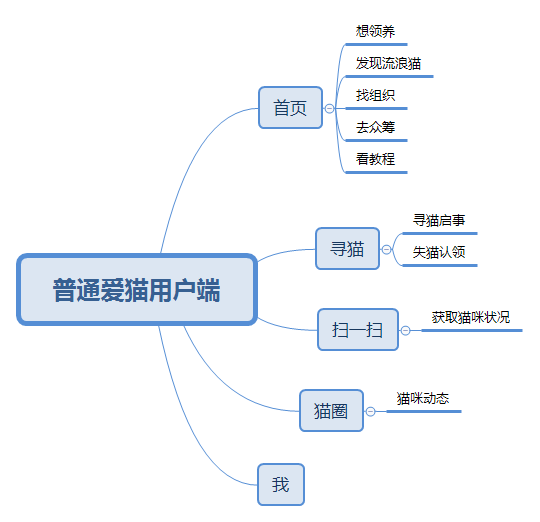 普通爱猫用户端
首页
想领养
发现流浪猫
找组织
去众筹
看教程
寻猫
寻猫启事
失猫认领
扫一扫
获取猫咪状况
猫圈
猫咪动态
我